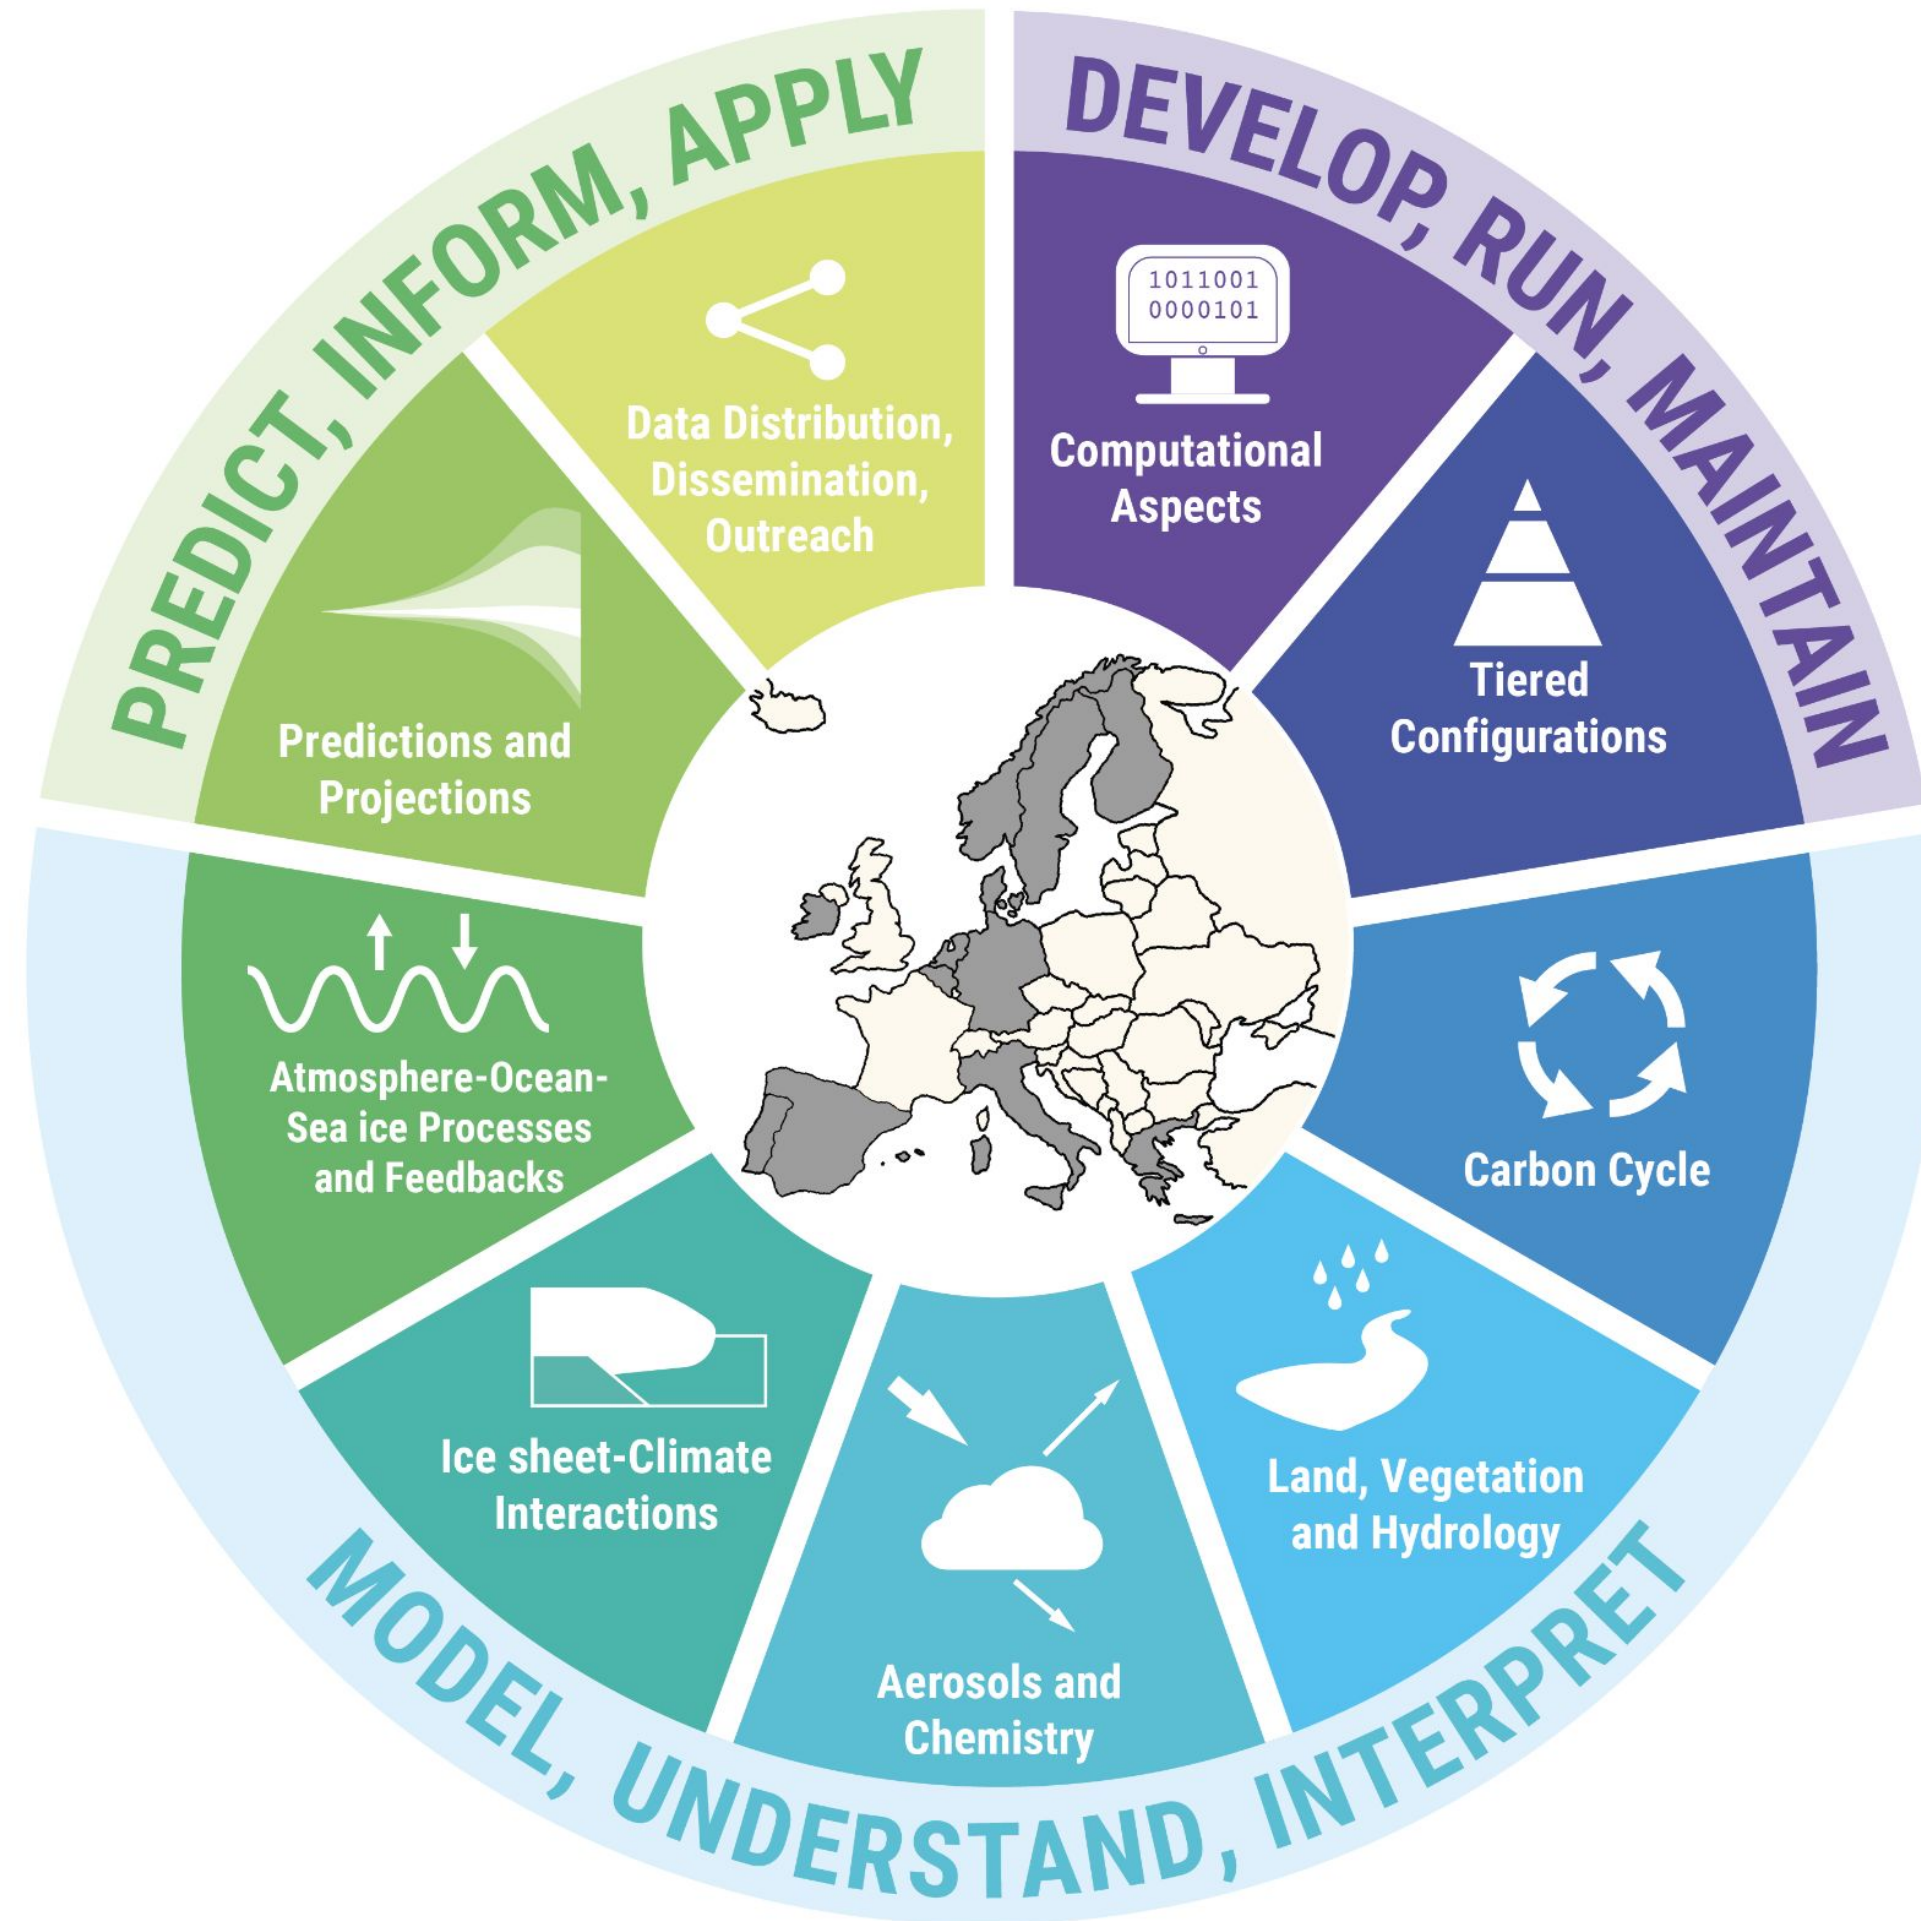 PREDICT, INFORM, APPLY
DEVELOP, RUN, MAINTAIN
Data Distribution,
Dissemination,
Outreach
1011001
0000101
Computational
Aspects
Tiered
Configurations
Predictions and
Projections
Atmosphere-Ocean-
Sea ice Processes
and Feedbacks
Carbon Cycle
Ice sheet-Climate
Interactions
Land, Vegetation
and Hydrology
Aerosols and
Chemistry
MODEL, UNDERSTAND, INTERPRET